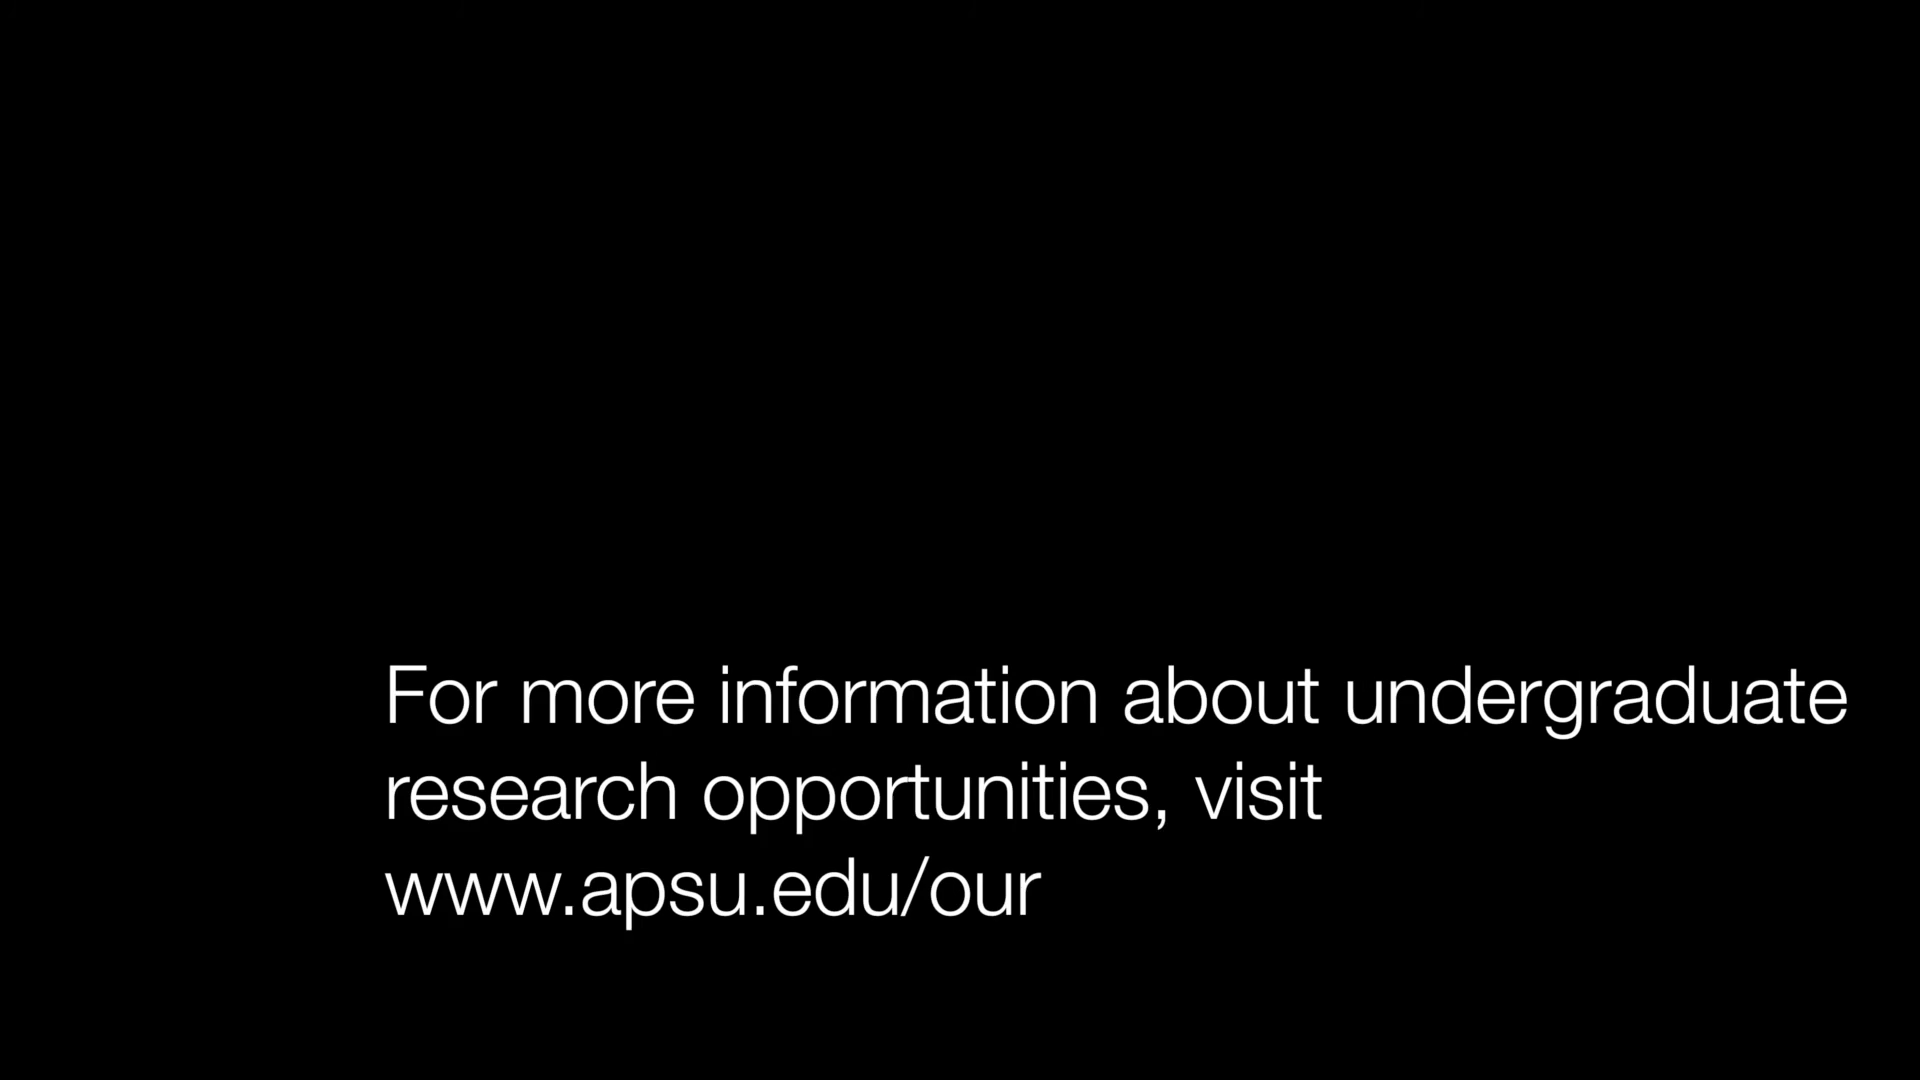 For more information about undergraduate
research opportunities, visit
www.apsu.edu/our